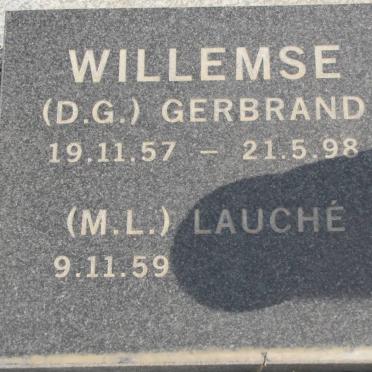 WILLEMSE
(D.G.) GERBRAND
19.11.57 – 21.5.98
(M.L.) LAUCHÉ
9.11.59